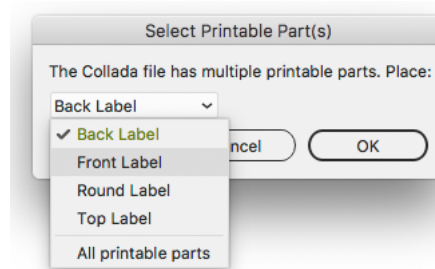 Select Printable Part(s)
The Collada file has multiple printable parts. Place:
Back Label
Back Label
Front Label
ncel OK
Round Label
Top Label
All printable parts